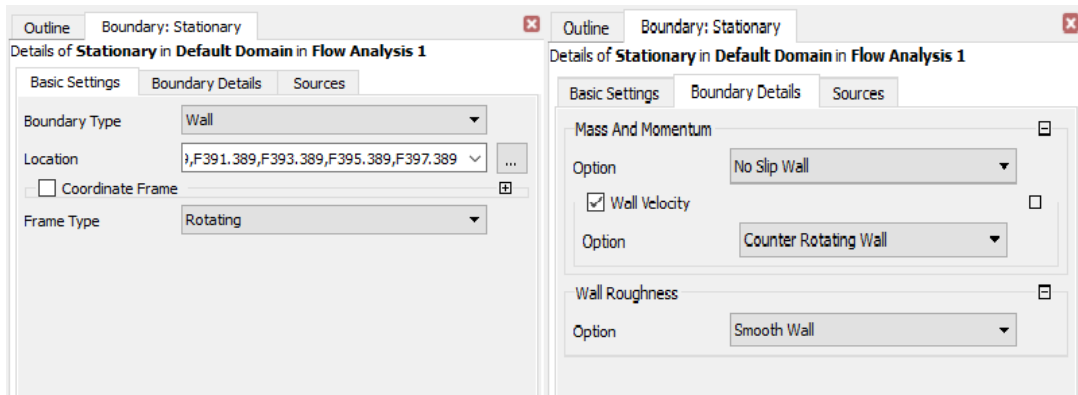 Outline Boundary: Stationary
Details of Stationary in Default Domain in Flow Analysis 1
Basic Settings Boundary Details Sources
Boundary Type Wall
Location ,F391.389,F393.389,F395.389,F397.389 ...
Coordinate Frame
Frame Type Rotating
Outline Boundary: Stationary
Details of Stationary in Default Domain in Flow Analysis 1
Basic Settings Boundary Details Sources
Mass And Momentum
Option No Slip Wall
Wall Velocity
Option Counter Rotating Wall
Wall Roughness
Option Smooth Wall